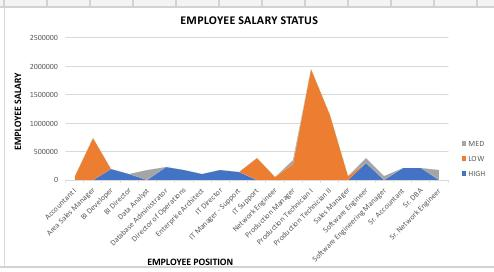 EMPLOYEE SALARY STATUS
EMPLOYEE SALARY
2500000
2000000
1500000
1000000
500000
0
MED
LOW
HIGH
Accountant I
Area Sales Manager
BI Developer
BI Director
Data Analyst
Database Administrator
Director of Operations
Enterprise Architect
IT Director
IT Manager - Support
IT Support
Network Engineer
Production Manager
Production Technician I
Production Technician II
Sales Manager
Software Engineer
Software Engineering Manager
Sr. Accountant
Sr. DBA
Sr. Network Engineer
EMPLOYEE POSITION